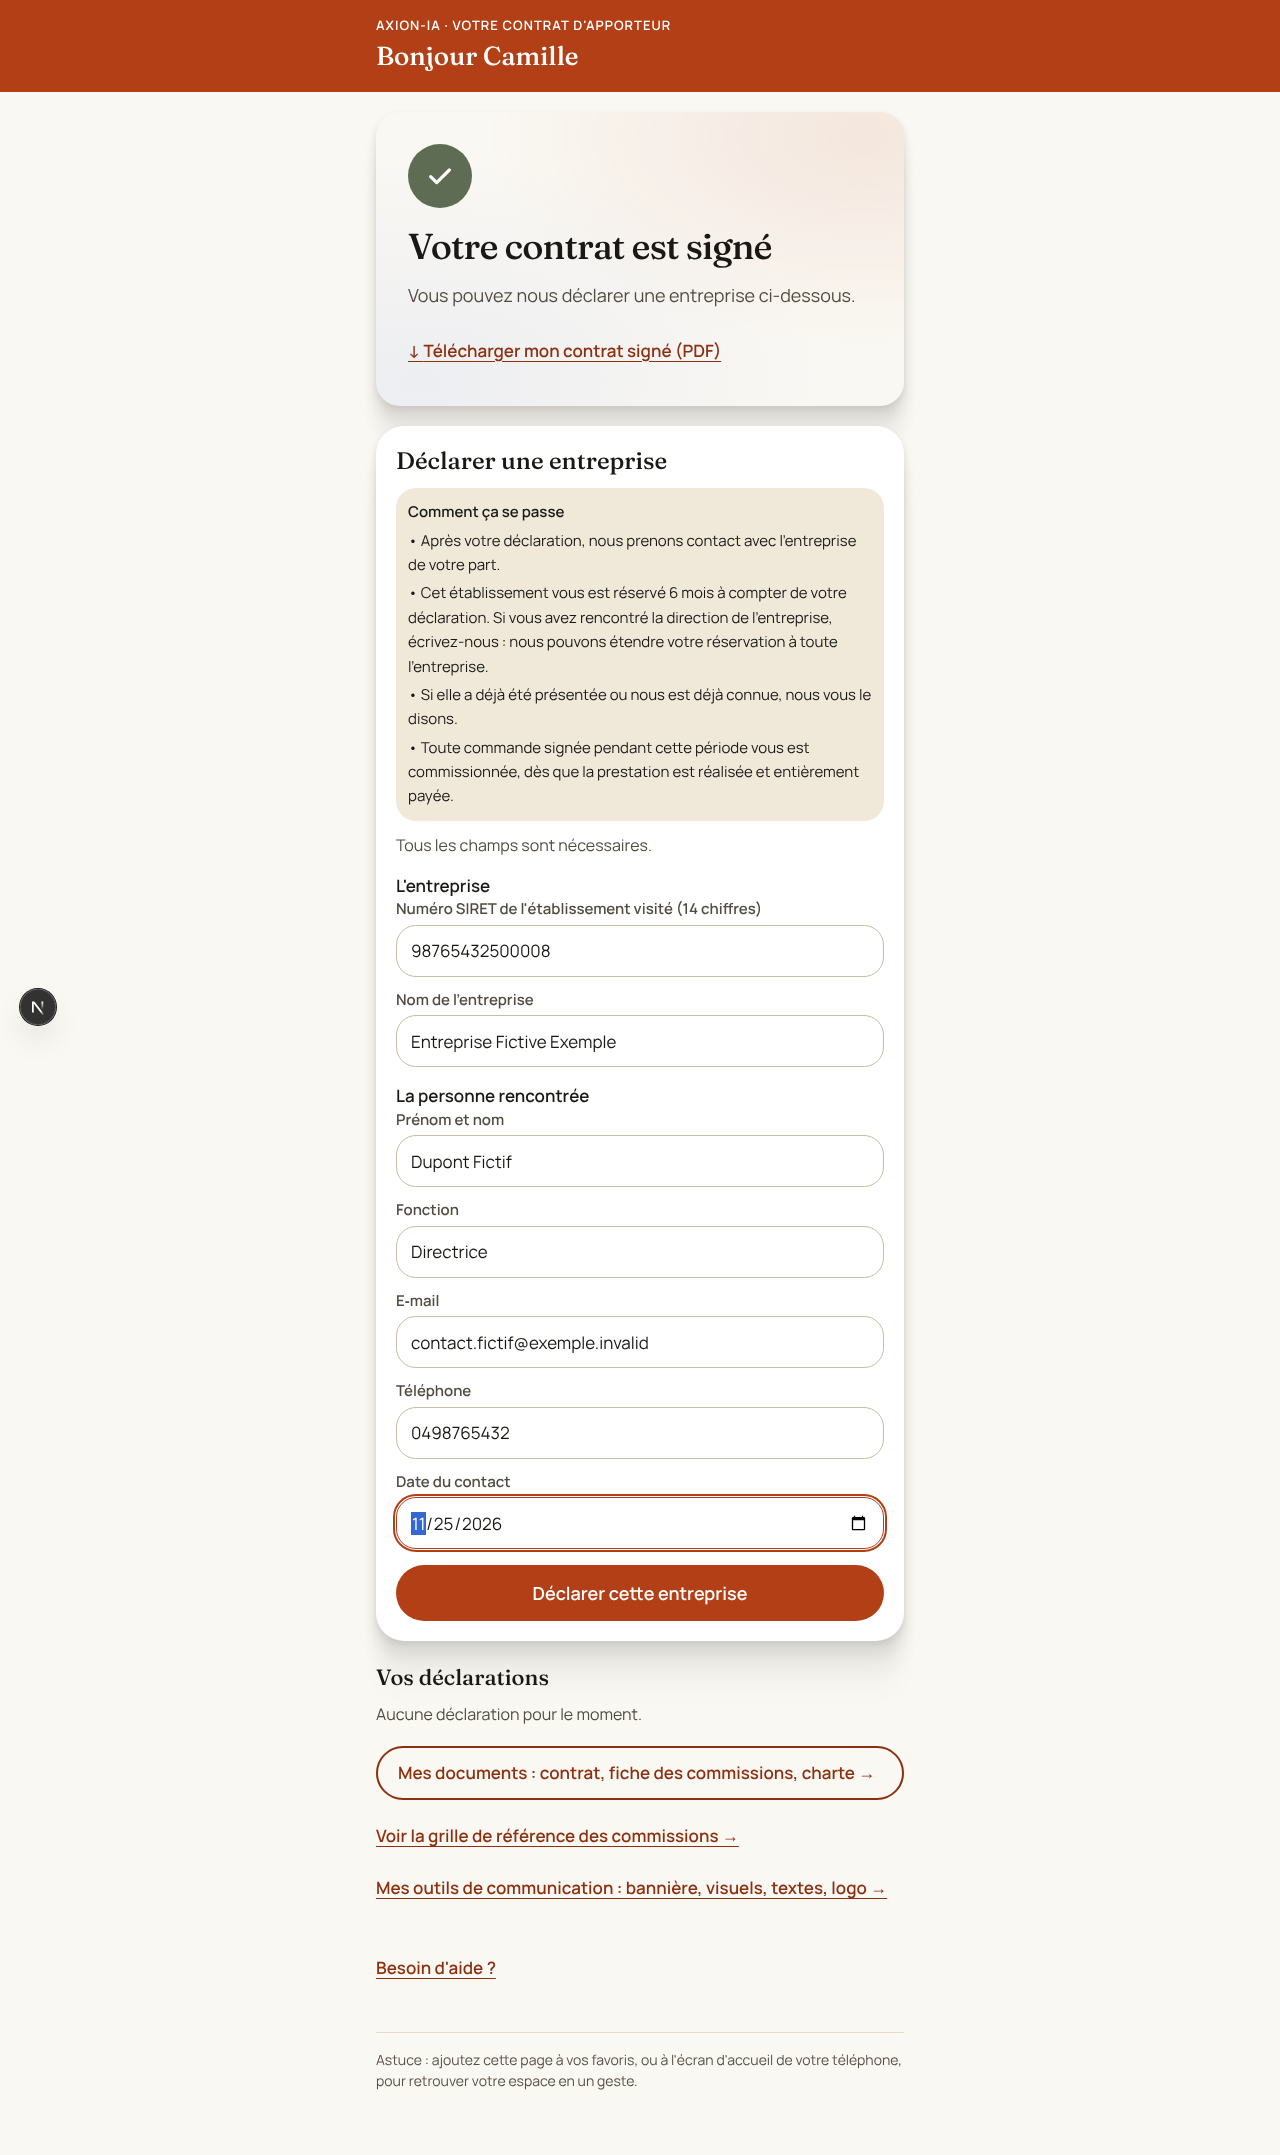 AXION-IA · VOTRE CONTRAT D'APPORTEUR
Bonjour Camille
Votre contrat est signé
Vous pouvez nous déclarer une entreprise ci-dessous.
↓ Télécharger mon contrat signé (PDF)
Déclarer une entreprise
Comment ça se passe
• Après votre déclaration, nous prenons contact avec l'entreprise
de votre part.
• Cet établissement vous est réservé 6 mois à compter de votre
déclaration. Si vous avez rencontré la direction de l'entreprise,
écrivez-nous : nous pouvons étendre votre réservation à toute
l'entreprise.
• Si elle a déjà été présentée ou nous est déjà connue, nous vous le
disons.
• Toute commande signée pendant cette période vous est
commissionnée, dès que la prestation est réalisée et entièrement
payée.
Tous les champs sont nécessaires.
L'entreprise
Numéro SIRET de l'établissement visité (14 chiffres)
98765432500008
Nom de l'entreprise
Entreprise Fictive Exemple
La personne rencontrée
Prénom et nom
Dupont Fictif
Fonction
Directrice
E-mail
contact.fictif@exemple.invalid
Téléphone
0498765432
Date du contact
11/25/2026
Déclarer cette entreprise
Vos déclarations
Aucune déclaration pour le moment.
Mes documents : contrat, fiche des commissions, charte →
Voir la grille de référence des commissions →
Mes outils de communication : bannière, visuels, textes, logo →
Besoin d'aide ?
Astuce : ajoutez cette page à vos favoris, ou à l'écran d'accueil de votre téléphone,
pour retrouver votre espace en un geste.
N